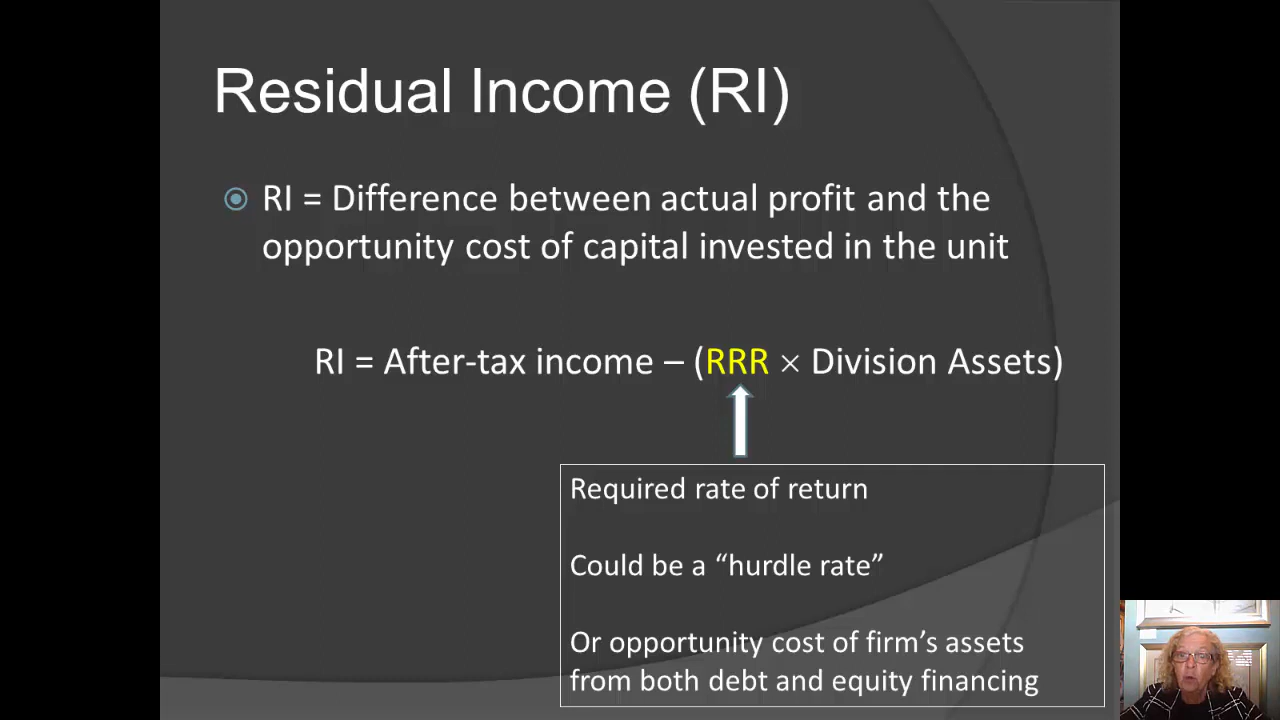 Residual Income (RI)
RI = Difference between actual profit and the
opportunity cost of capital invested in the unit
RI = After-tax income – (RRR × Division Assets)
Required rate of return
Could be a “hurdle rate”
Or opportunity cost of firm’s assets
from both debt and equity financing